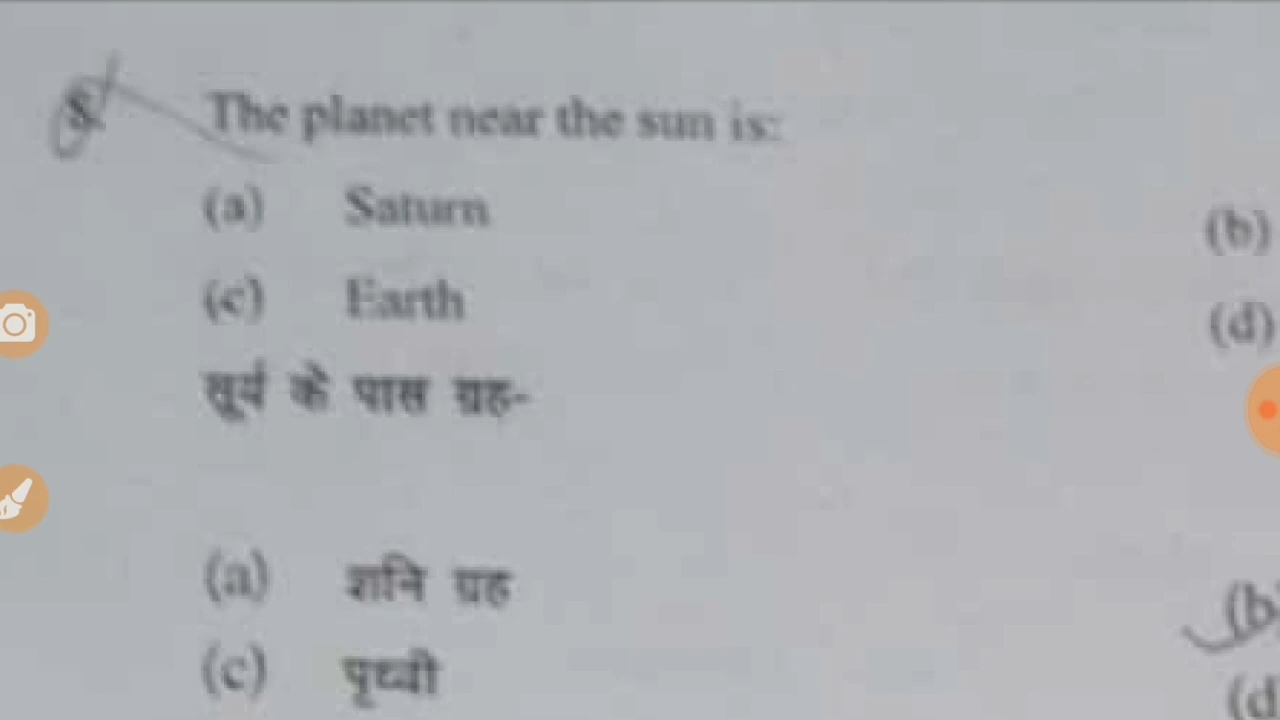 8. The planet near the sun is:
(a) Saturn (b)
(c) Earth (d)
सूर्य के पास ग्रह-
(a) शनि ग्रह (b)
(c) पृथ्वी (d